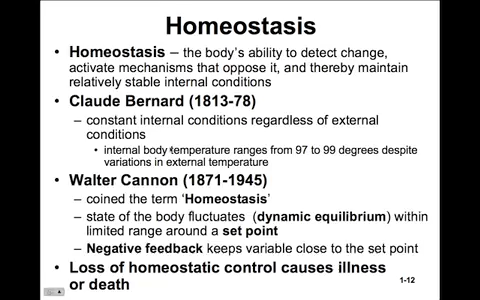 Homeostasis
• Homeostasis – the body's ability to detect change,
activate mechanisms that oppose it, and thereby maintain
relatively stable internal conditions
• Claude Bernard (1813-78)
– constant internal conditions regardless of external
conditions
• internal body temperature ranges from 97 to 99 degrees despite
variations in external temperature
• Walter Cannon (1871-1945)
– coined the term 'Homeostasis'
– state of the body fluctuates (dynamic equilibrium) within
limited range around a set point
– Negative feedback keeps variable close to the set point
• Loss of homeostatic control causes illness
or death
1-12